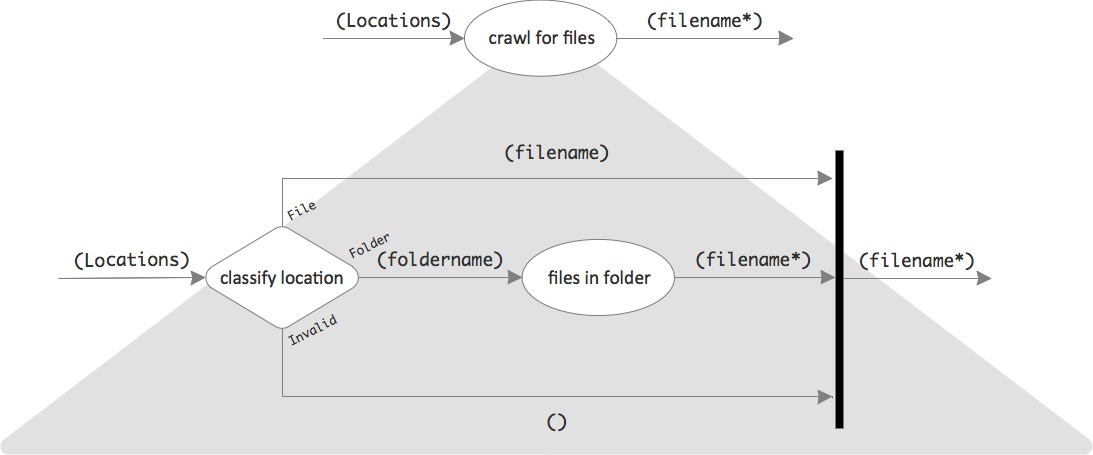 (Locations)
crawl for files
(filename*)
(filename)
File
Folder
(Locations)
classify location
(foldername)
files in folder
(filename*)
(filename*)
Invalid
()